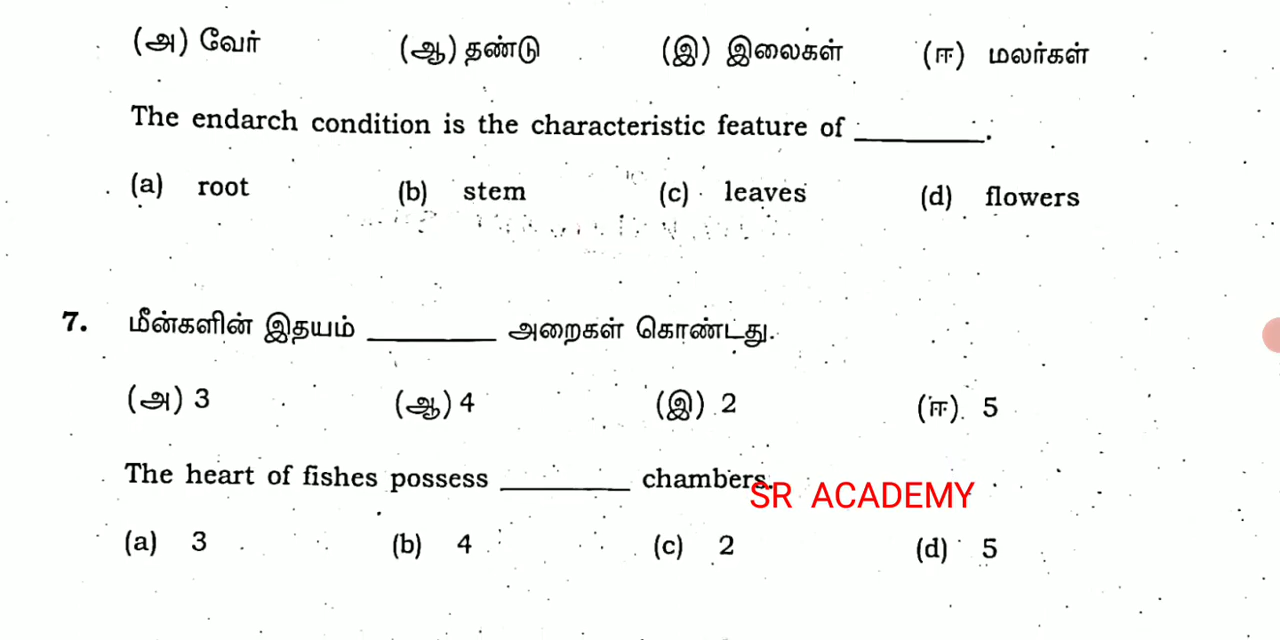 (அ) வேர் (ஆ) தண்டு (இ) இலைகள் (ஈ) மலர்கள்
The endarch condition is the characteristic feature of ________.
(a) root (b) stem (c) leaves (d) flowers
7. மீன்களின் இதயம் ________ அறைகள் கொண்டது.
(அ) 3 (ஆ) 4 (இ) 2 (ஈ) 5
The heart of fishes possess ________ chambers.
SR ACADEMY
(a) 3 (b) 4 (c) 2 (d) 5